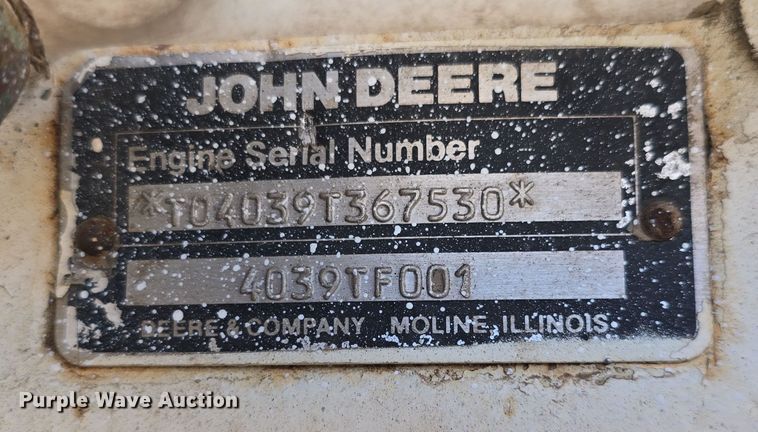 JOHN DEERE
Engine Serial Number
*T04039T367530*
4039TF001
DEERE & COMPANY MOLINE, ILLINOIS
Purple Wave Auction